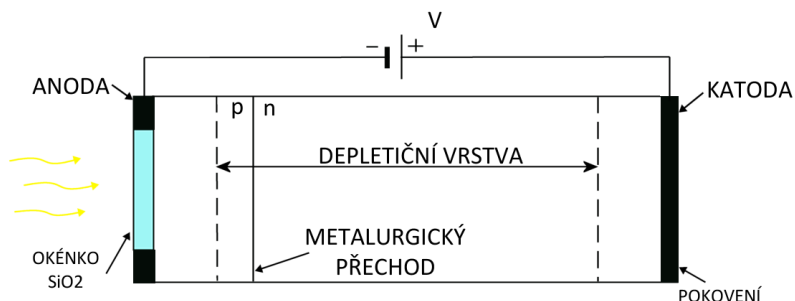 V
− +
ANODA
KATODA
p n
DEPLETIČNÍ VRSTVA
METALURGICKÝ
PŘECHOD
OKÉNKO
SiO2
POKOVENÍ